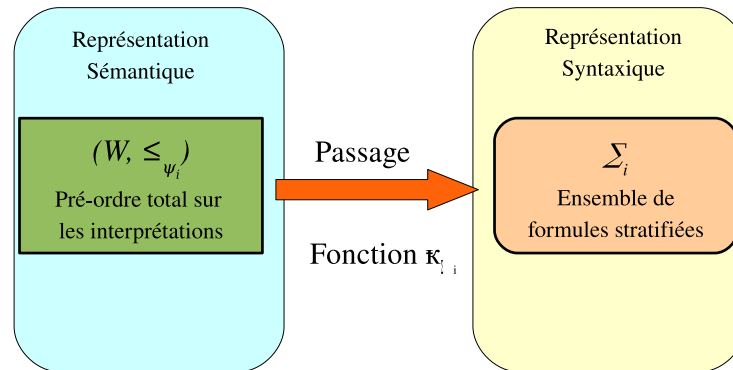 Représentation
Sémantique
(W, ≤ψi)
Pré-ordre total sur
les interprétations
Passage
Fonction κ
Représentation
Syntaxique
Σi
Ensemble de
formules stratifiées